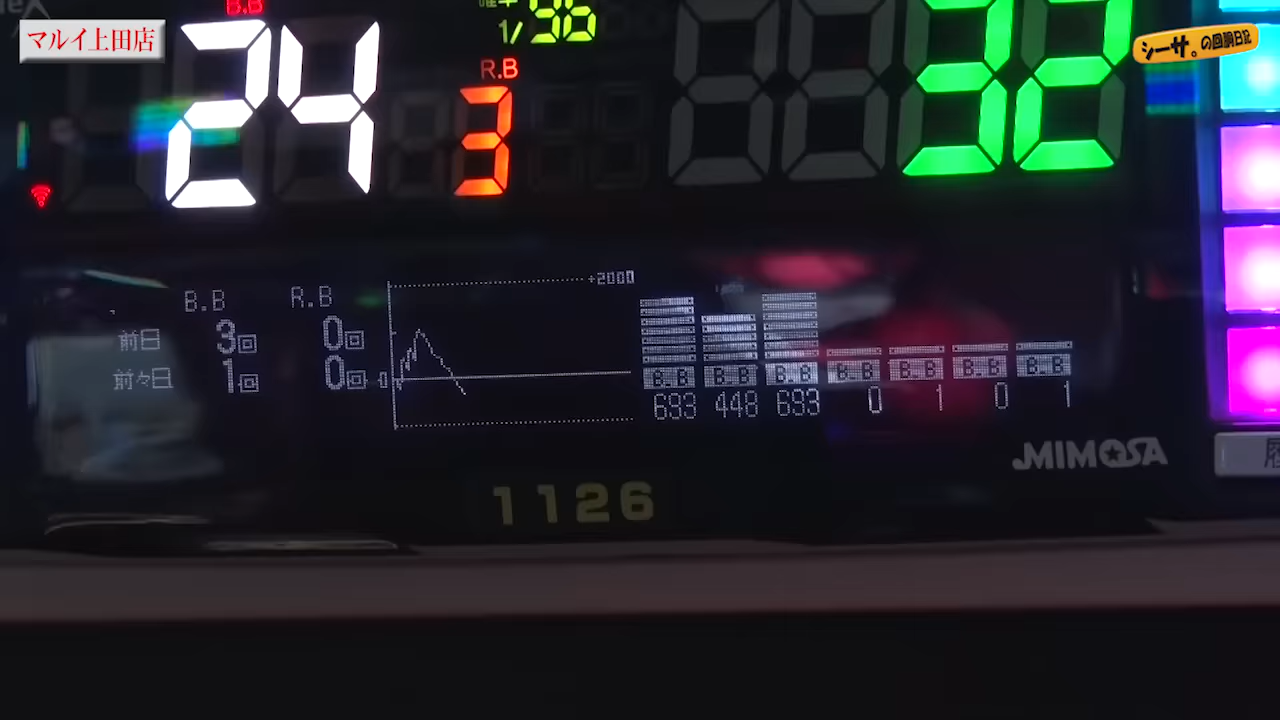 マルイ上田店
シーサ。の回胴日記
B.B
24
1/96
R.B
3
32
B.B R.B
前日 3回 0回
前々日 1回 0回
+2000
0
B.B B.B B.B B.B B.B B.B B.B
693 448 693 0 1 0 1
MIMOSA
1126